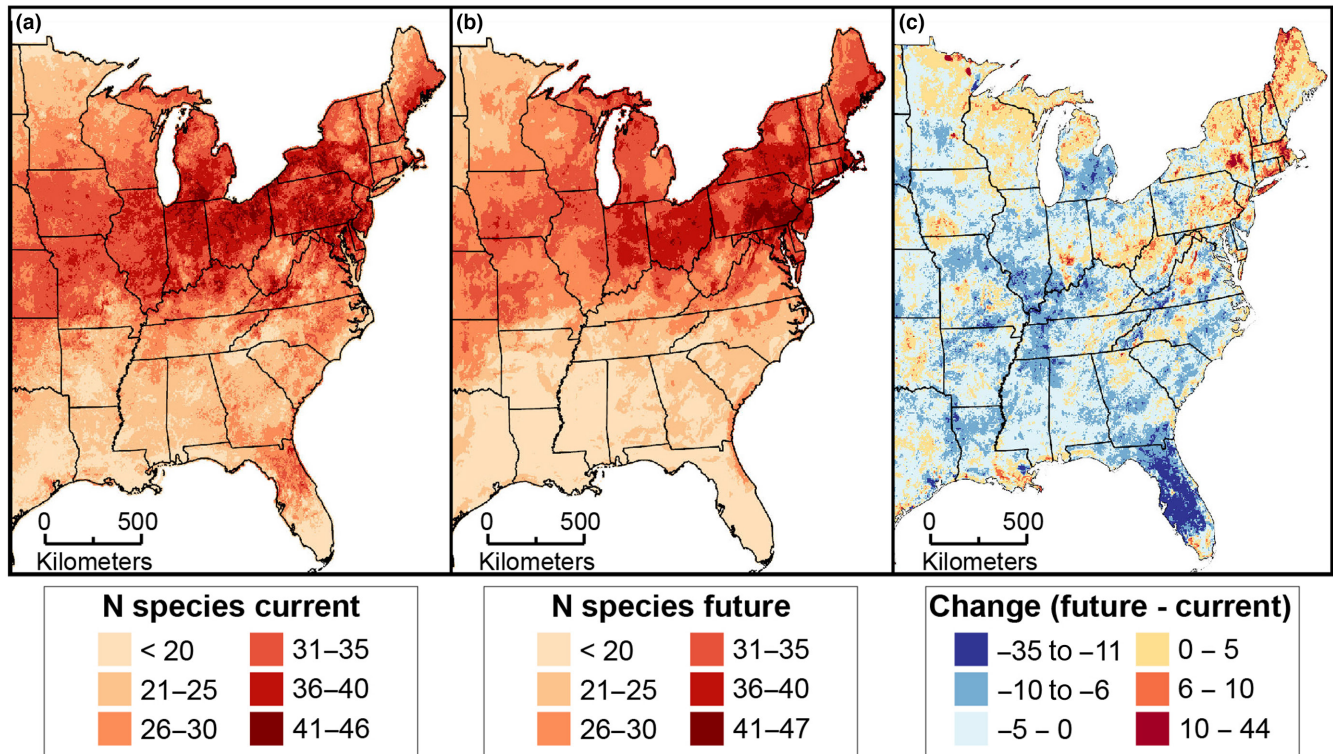 (a)
(b)
(c)
0 500
Kilometers
0 500
Kilometers
0 500
Kilometers
N species current
< 20
21–25
26–30
31–35
36–40
41–46
N species future
< 20
21–25
26–30
31–35
36–40
41–47
Change (future - current)
–35 to –11
–10 to –6
–5 – 0
0 – 5
6 – 10
10 – 44